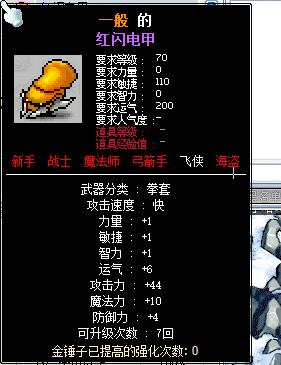 一般 的
红闪电甲
要求等级 : 70
要求力量 : 0
要求敏捷 : 110
要求智力 : 0
要求运气 : 200
要求人气度 : -
道具等级 : -
道具经验值 : -
新手 战士 魔法师 弓箭手 飞侠 海盗
武器分类 : 拳套
攻击速度 : 快
力量 : +1
敏捷 : +1
智力 : +1
运气 : +6
攻击力 : +44
魔法力 : +10
防御力 : +4
可升级次数 : 7回
金锤子已提高的强化次数: 0